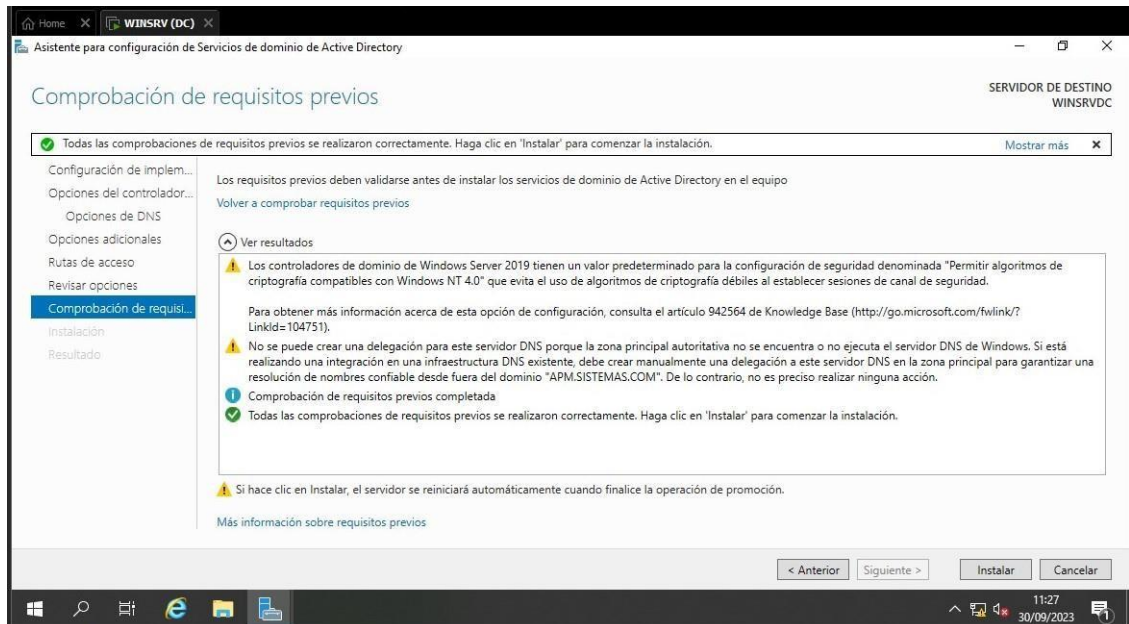 Home
WINSRV (DC)
Asistente para configuración de Servicios de dominio de Active Directory
Comprobación de requisitos previos
SERVIDOR DE DESTINO
WINSRVDC
Todas las comprobaciones de requisitos previos se realizaron correctamente. Haga clic en 'Instalar' para comenzar la instalación.
Mostrar más
Configuración de implem...
Opciones del controlador...
Opciones de DNS
Opciones adicionales
Rutas de acceso
Revisar opciones
Comprobación de requisi...
Instalación
Resultado
Los requisitos previos deben validarse antes de instalar los servicios de dominio de Active Directory en el equipo
Volver a comprobar requisitos previos
Ver resultados
Los controladores de dominio de Windows Server 2019 tienen un valor predeterminado para la configuración de seguridad denominada "Permitir algoritmos de
criptografía compatibles con Windows NT 4.0" que evita el uso de algoritmos de criptografía débiles al establecer sesiones de canal de seguridad.
Para obtener más información acerca de esta opción de configuración, consulta el artículo 942564 de Knowledge Base (http://go.microsoft.com/fwlink/?
LinkId=104751).
No se puede crear una delegación para este servidor DNS porque la zona principal autoritativa no se encuentra o no ejecuta el servidor DNS de Windows. Si está
realizando una integración en una infraestructura DNS existente, debe crear manualmente una delegación a este servidor DNS en la zona principal para garantizar una
resolución de nombres confiable desde fuera del dominio "APM.SISTEMAS.COM". De lo contrario, no es preciso realizar ninguna acción.
Comprobación de requisitos previos completada
Todas las comprobaciones de requisitos previos se realizaron correctamente. Haga clic en 'Instalar' para comenzar la instalación.
Si hace clic en Instalar, el servidor se reiniciará automáticamente cuando finalice la operación de promoción.
Más información sobre requisitos previos
< Anterior
Siguiente >
Instalar
Cancelar
11:27
30/09/2023
1